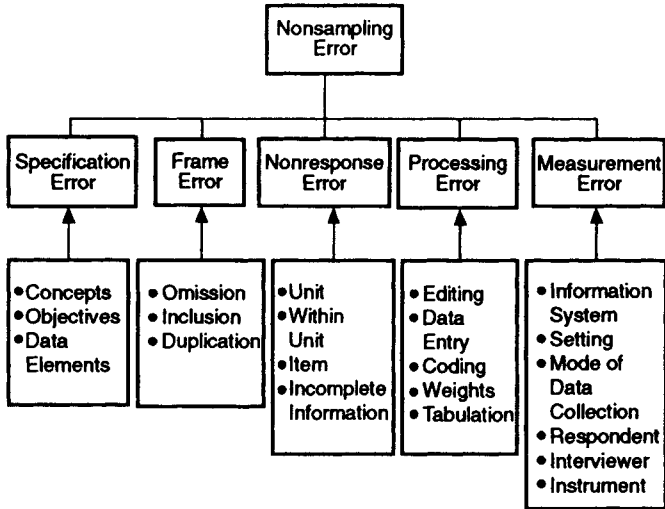 Nonsampling
Error
Specification
Error
Frame
Error
Nonresponse
Error
Processing
Error
Measurement
Error
• Concepts
• Objectives
• Data
Elements
• Omission
• Inclusion
• Duplication
• Unit
• Within
Unit
• Item
• Incomplete
Information
• Editing
• Data
Entry
• Coding
• Weights
• Tabulation
• Information
System
• Setting
• Mode of
Data
Collection
• Respondent
• Interviewer
• Instrument